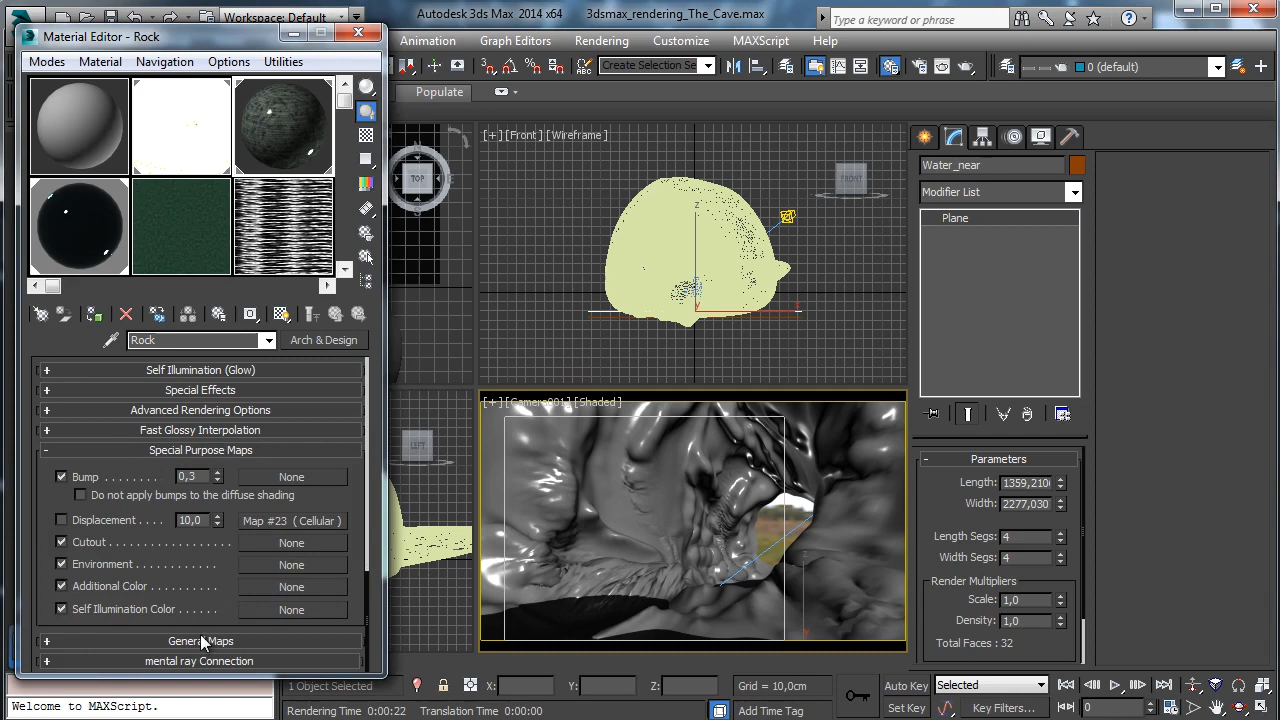 Workspace: Default
Autodesk 3ds Max 2014 x64
3dsmax_rendering_The_Cave.max
Type a keyword or phrase
Material Editor - Rock
Animation
Graph Editors
Rendering
Customize
MAXScript
Help
Modes
Material
Navigation
Options
Utilities
Create Selection Se
0 (default)
Populate
[+][Front][Wireframe]
TOP
FRONT
z
x
y
Water_near
Modifier List
Plane
Rock
Arch & Design
Self Illumination (Glow)
Special Effects
Advanced Rendering Options
Fast Glossy Interpolation
Special Purpose Maps
Bump . . . . . . . . 0,3 None
Do not apply bumps to the diffuse shading
Displacement . . . . 10,0 Map #23 ( Cellular )
Cutout . . . . . . . . . . . . . . . . . . None
Environment . . . . . . . . . . . . None
Additional Color . . . . . . . . None
Self Illumination Color . . . . . . None
General Maps
mental ray Connection
[+][Camera001][Shaded]
LEFT
y
Parameters
Length: 1359,210
Width: 2277,030
Length Segs: 4
Width Segs: 4
Render Multipliers
Scale: 1,0
Density: 1,0
Total Faces : 32
1 Object Selected
X:
Y:
Z:
Grid = 10,0cm
Auto Key
Selected
Welcome to MAXScript.
Rendering Time 0:00:22
Translation Time 0:00:00
Add Time Tag
Set Key
Key Filters...
0